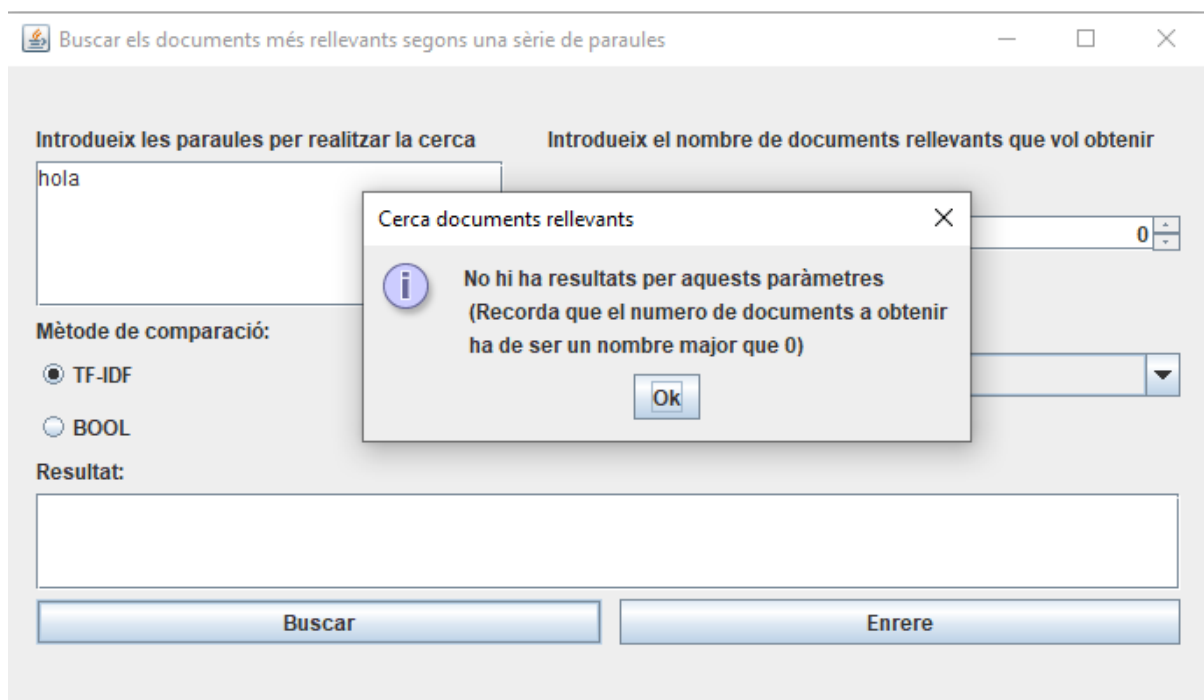 Buscar els documents més rellevants segons una sèrie de paraules
Introdueix les paraules per realitzar la cerca
Introdueix el nombre de documents rellevants que vol obtenir
hola
0
Cerca documents rellevants
No hi ha resultats per aquests paràmetres
(Recorda que el numero de documents a obtenir
ha de ser un nombre major que 0)
Ok
Mètode de comparació:
TF-IDF
BOOL
Resultat:
Buscar
Enrere